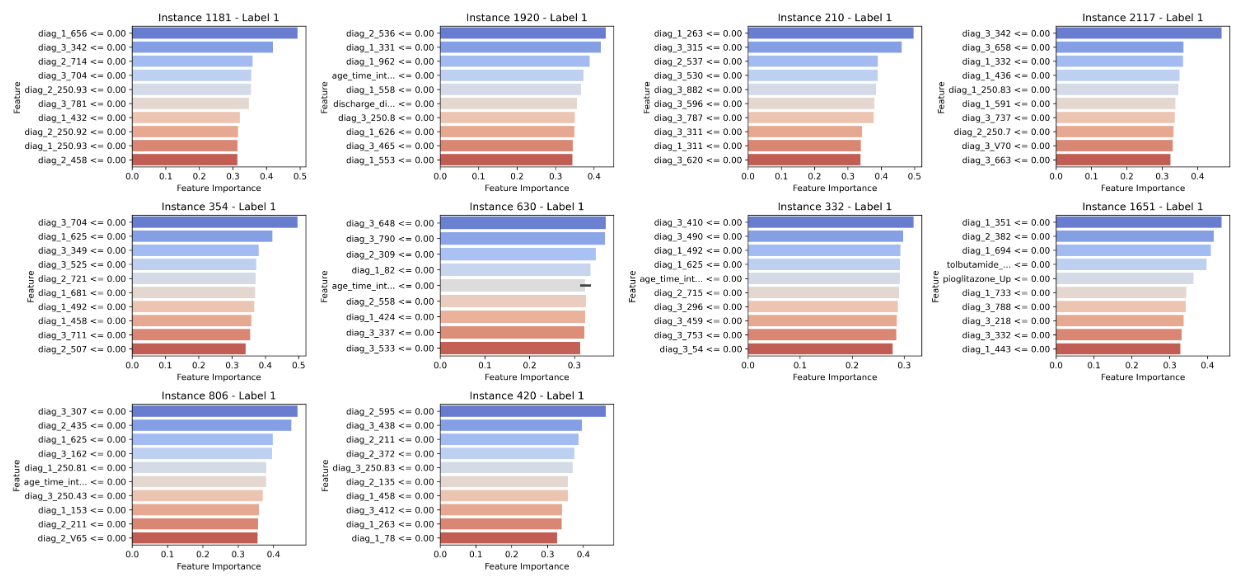 Instance 1181 - Label 1
diag_1_656 <= 0.00
diag_3_342 <= 0.00
diag_2_714 <= 0.00
diag_3_704 <= 0.00
diag_2_250.93 <= 0.00
diag_3_781 <= 0.00
diag_1_432 <= 0.00
diag_2_250.92 <= 0.00
diag_1_250.93 <= 0.00
diag_2_458 <= 0.00
Feature
0.0 0.1 0.2 0.3 0.4 0.5
Feature Importance
Instance 1920 - Label 1
diag_2_536 <= 0.00
diag_1_331 <= 0.00
diag_1_962 <= 0.00
age_time_int... <= 0.00
diag_1_558 <= 0.00
discharge_di... <= 0.00
diag_3_250.8 <= 0.00
diag_1_626 <= 0.00
diag_3_465 <= 0.00
diag_1_553 <= 0.00
Feature
0.0 0.1 0.2 0.3 0.4
Feature Importance
Instance 210 - Label 1
diag_1_263 <= 0.00
diag_3_315 <= 0.00
diag_2_537 <= 0.00
diag_3_530 <= 0.00
diag_3_882 <= 0.00
diag_3_596 <= 0.00
diag_3_787 <= 0.00
diag_3_311 <= 0.00
diag_1_311 <= 0.00
diag_3_620 <= 0.00
Feature
0.0 0.1 0.2 0.3 0.4 0.5
Feature Importance
Instance 2117 - Label 1
diag_3_342 <= 0.00
diag_3_658 <= 0.00
diag_1_332 <= 0.00
diag_1_436 <= 0.00
diag_1_250.83 <= 0.00
diag_1_591 <= 0.00
diag_3_737 <= 0.00
diag_2_250.7 <= 0.00
diag_3_V70 <= 0.00
diag_3_663 <= 0.00
Feature
0.0 0.1 0.2 0.3 0.4
Feature Importance
Instance 354 - Label 1
diag_3_704 <= 0.00
diag_1_625 <= 0.00
diag_3_349 <= 0.00
diag_3_525 <= 0.00
diag_2_721 <= 0.00
diag_1_681 <= 0.00
diag_1_492 <= 0.00
diag_1_458 <= 0.00
diag_3_711 <= 0.00
diag_2_507 <= 0.00
Feature
0.0 0.1 0.2 0.3 0.4 0.5
Feature Importance
Instance 630 - Label 1
diag_3_648 <= 0.00
diag_3_790 <= 0.00
diag_2_309 <= 0.00
diag_1_82 <= 0.00
age_time_int... <= 0.00
diag_2_558 <= 0.00
diag_1_424 <= 0.00
diag_3_337 <= 0.00
diag_3_533 <= 0.00
Feature
0.0 0.1 0.2 0.3
Feature Importance
Instance 332 - Label 1
diag_3_410 <= 0.00
diag_3_490 <= 0.00
diag_1_492 <= 0.00
diag_1_625 <= 0.00
age_time_int... <= 0.00
diag_2_715 <= 0.00
diag_3_296 <= 0.00
diag_3_459 <= 0.00
diag_3_753 <= 0.00
diag_3_54 <= 0.00
Feature
0.0 0.1 0.2 0.3
Feature Importance
Instance 1651 - Label 1
diag_1_351 <= 0.00
diag_2_382 <= 0.00
diag_1_694 <= 0.00
tolbutamide_... <= 0.00
pioglitazone_Up <= 0.00
diag_1_733 <= 0.00
diag_3_788 <= 0.00
diag_3_218 <= 0.00
diag_3_332 <= 0.00
diag_1_443 <= 0.00
Feature
0.0 0.1 0.2 0.3 0.4
Feature Importance
Instance 806 - Label 1
diag_3_307 <= 0.00
diag_2_435 <= 0.00
diag_1_625 <= 0.00
diag_3_162 <= 0.00
diag_1_250.81 <= 0.00
age_time_int... <= 0.00
diag_3_250.43 <= 0.00
diag_1_153 <= 0.00
diag_2_211 <= 0.00
diag_2_V65 <= 0.00
Feature
0.0 0.1 0.2 0.3 0.4
Feature Importance
Instance 420 - Label 1
diag_2_595 <= 0.00
diag_3_438 <= 0.00
diag_2_211 <= 0.00
diag_2_372 <= 0.00
diag_3_250.83 <= 0.00
diag_2_135 <= 0.00
diag_1_458 <= 0.00
diag_3_412 <= 0.00
diag_1_263 <= 0.00
diag_1_78 <= 0.00
Feature
0.0 0.1 0.2 0.3 0.4
Feature Importance